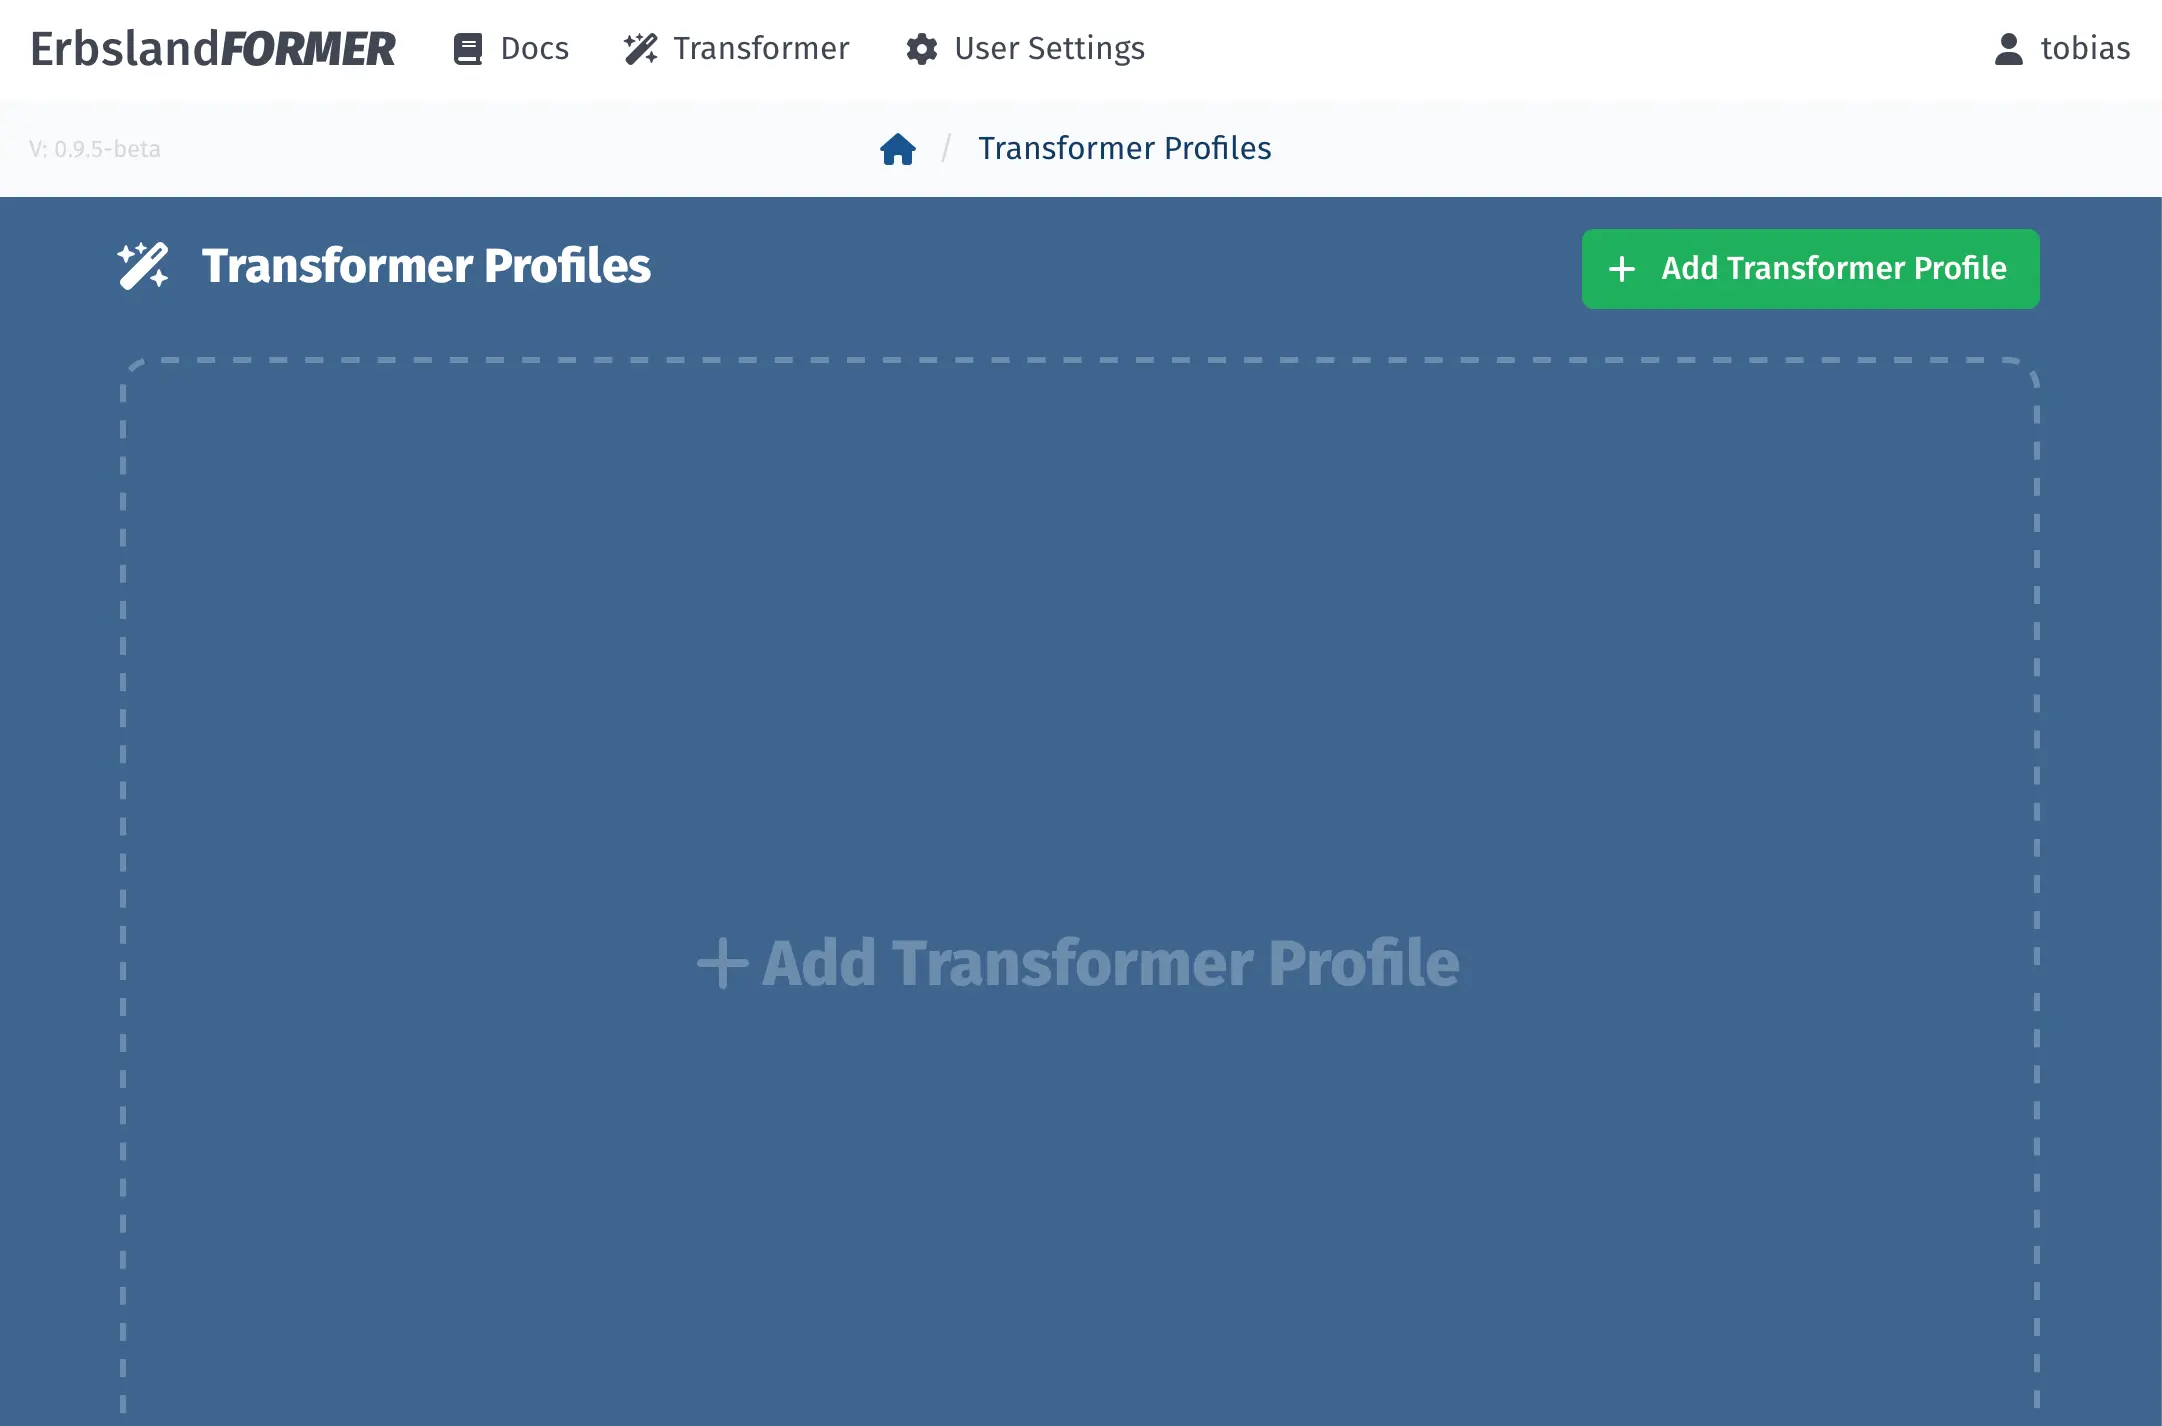 ErbslandFORMER Docs Transformer User Settings tobias
V: 0.9.5-beta / Transformer Profiles
Transformer Profiles + Add Transformer Profile
+ Add Transformer Profile